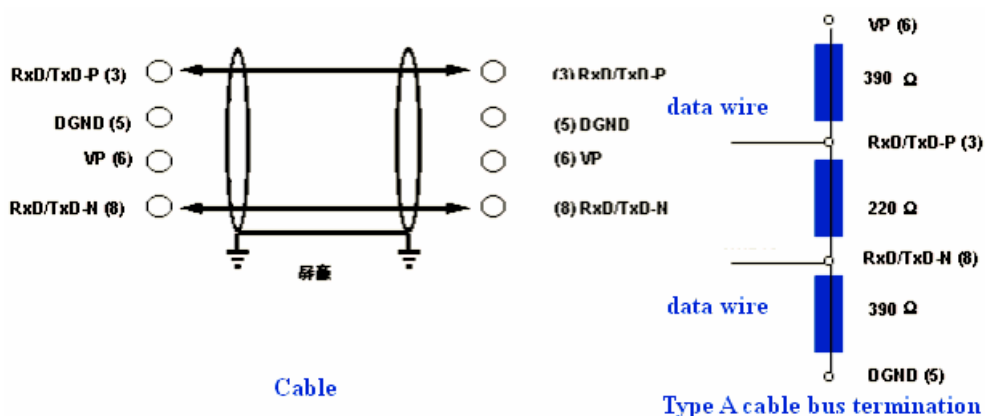 RxD/TxD-P (3)
DGND (5)
VP (6)
RxD/TxD-N (8)
(3) RxD/TxD-P
(5) DGND
(6) VP
(8) RxD/TxD-N
屏蔽
Cable
VP (6)
390 Ω
data wire
RxD/TxD-P (3)
220 Ω
RxD/TxD-N (8)
data wire
390 Ω
DGND (5)
Type A cable bus termination